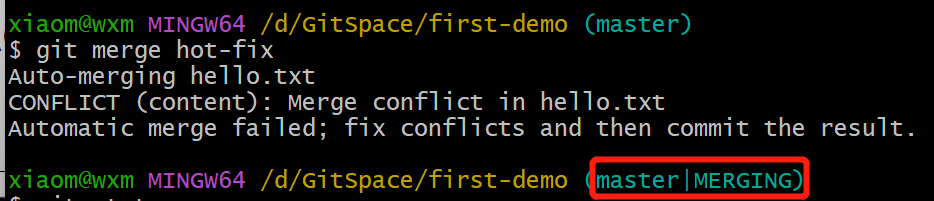 xiaom@wxm MINGW64 /d/GitSpace/first-demo (master)
$ git merge hot-fix
Auto-merging hello.txt
CONFLICT (content): Merge conflict in hello.txt
Automatic merge failed; fix conflicts and then commit the result.
xiaom@wxm MINGW64 /d/GitSpace/first-demo (master|MERGING)